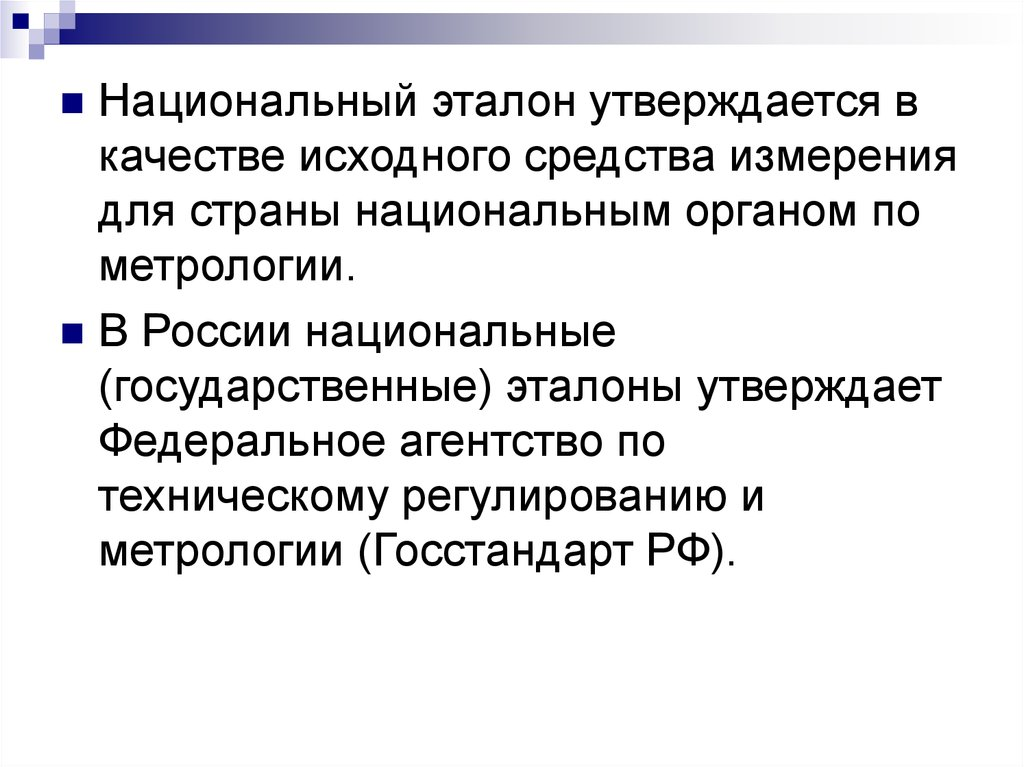 Национальный эталон утверждается в
качестве исходного средства измерения
для страны национальным органом по
метрологии.
В России национальные
(государственные) эталоны утверждает
Федеральное агентство по
техническому регулированию и
метрологии (Госстандарт РФ).